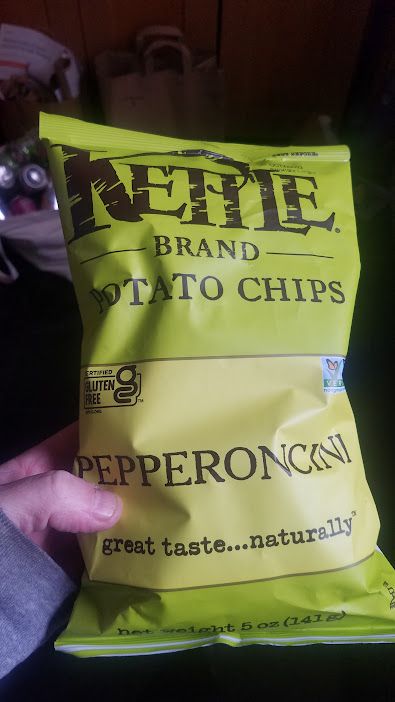 KETTLE
BRAND
POTATO CHIPS
CERTIFIED
GLUTEN
FREE
PEPPERONCINI
great taste...naturally
net weight 5 oz (141g)